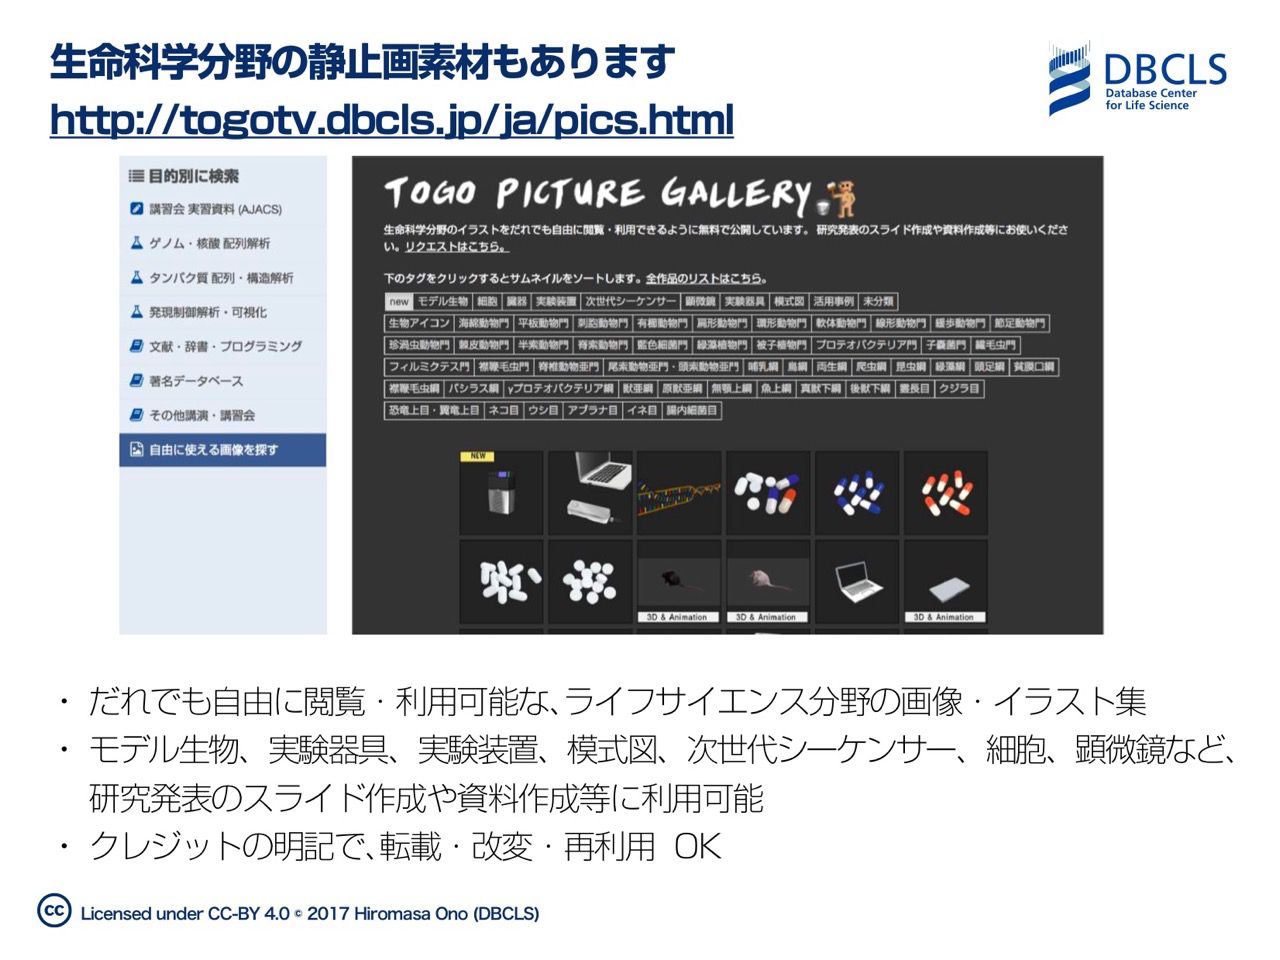 生命科学分野の静止画素材もあります
http://togotv.dbcls.jp/ja/pics.html
DBCLS
Database Center
for Life Science
目的別に検索
講習会 実習資料 (AJACS)
ゲノム・核酸 配列解析
タンパク質 配列・構造解析
発現制御解析・可視化
文献・辞書・プログラミング
著名データベース
その他講演・講習会
自由に使える画像を探す
TOGO PICTURE GALLERY
生命科学分野のイラストをだれでも自由に閲覧・利用できるように無料で公開しています。 研究発表のスライド作成や資料作成等にお使いくださ
い。リクエストはこちら。
下のタグをクリックするとサムネイルをソートします。全作品のリストはこちら。
new モデル生物 細胞 臓器 実験装置 次世代シーケンサー 顕微鏡 実験器具 模式図 活用事例 未分類
生物アイコン 海綿動物門 平板動物門 刺胞動物門 有櫛動物門 扁形動物門 環形動物門 軟体動物門 線形動物門 緩歩動物門 節足動物門
珍渦虫動物門 棘皮動物門 半索動物門 脊索動物門 藍色細菌門 緑藻植物門 被子植物門 プロテオバクテリア門 子嚢菌門 繊毛虫門
フィルミクテス門 襟鞭毛虫門 脊椎動物亜門 尾索動物亜門・頭索動物亜門 哺乳綱 鳥綱 両生綱 爬虫綱 昆虫綱 緑藻綱 頭足綱 貧膜口綱
襟鞭毛虫綱 バシラス綱 γプロテオバクテリア綱 獣亜綱 原獣亜綱 無顎上綱 魚上綱 真獣下綱 後獣下綱 霊長目 クジラ目
恐竜上目・翼竜上目 ネコ目 ウシ目 アブラナ目 イネ目 腸内細菌目
NEW
3D & Animation
3D & Animation
3D & Animation
・ だれでも自由に閲覧・利用可能な、ライフサイエンス分野の画像・イラスト集
・ モデル生物、実験器具、実験装置、模式図、次世代シーケンサー、細胞、顕微鏡など、
研究発表のスライド作成や資料作成等に利用可能
・ クレジットの明記で、転載・改変・再利用 OK
cc Licensed under CC-BY 4.0 © 2017 Hiromasa Ono (DBCLS)